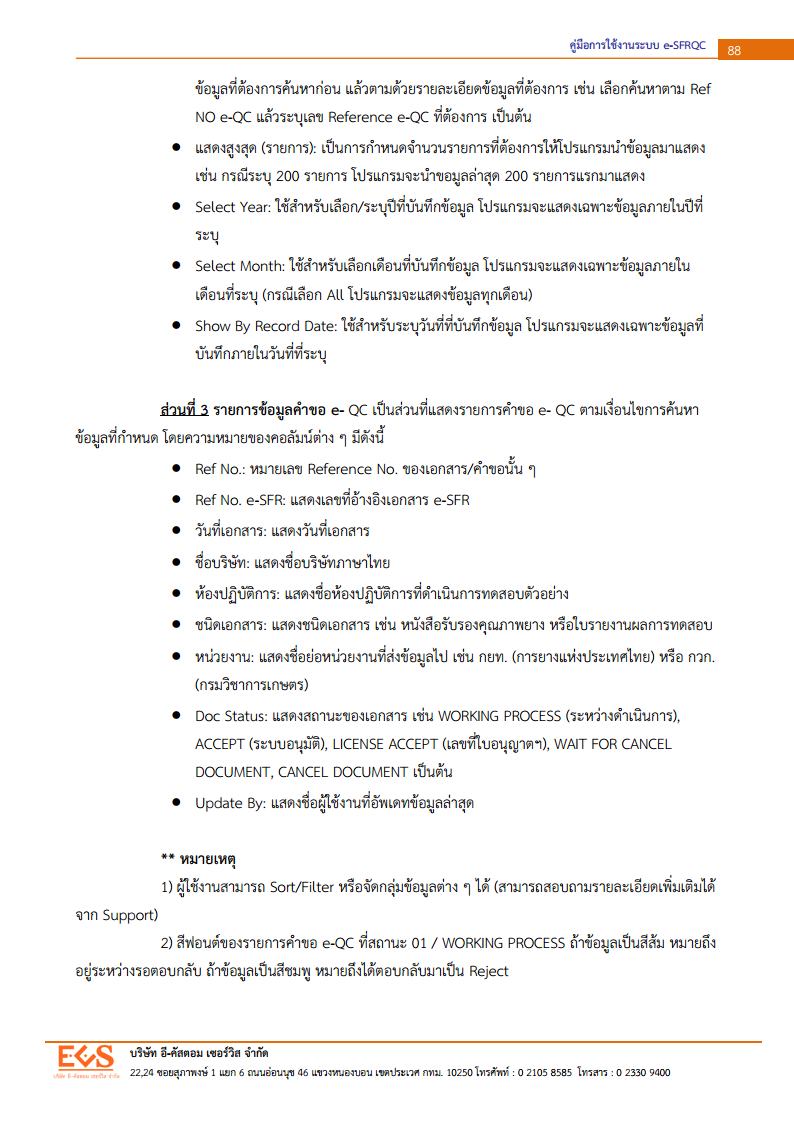 คู่มือการใช้งานระบบ e-SFRQC 88
ข้อมูลที่ต้องการค้นหาก่อน แล้วตามด้วยรายละเอียดข้อมูลที่ต้องการ เช่น เลือกค้นหาตาม Ref
NO e-QC แล้วระบุเลข Reference e-QC ที่ต้องการ เป็นต้น
● แสดงสูงสุด (รายการ): เป็นการกำหนดจำนวนรายการที่ต้องการให้โปรแกรมนำข้อมูลมาแสดง
เช่น กรณีระบุ 200 รายการ โปรแกรมจะนำขอมูลล่าสุด 200 รายการแรกมาแสดง
● Select Year: ใช้สำหรับเลือก/ระบุปีที่บันทึกข้อมูล โปรแกรมจะแสดงเฉพาะข้อมูลภายในปีที่
ระบุ
● Select Month: ใช้สำหรับเลือกเดือนที่บันทึกข้อมูล โปรแกรมจะแสดงเฉพาะข้อมูลภายใน
เดือนที่ระบุ (กรณีเลือก All โปรแกรมจะแสดงข้อมูลทุกเดือน)
● Show By Record Date: ใช้สำหรับระบุวันที่ที่บันทึกข้อมูล โปรแกรมจะแสดงเฉพาะข้อมูลที่
บันทึกภายในวันที่ที่ระบุ
ส่วนที่ 3 รายการข้อมูลคำขอ e- QC เป็นส่วนที่แสดงรายการคำขอ e- QC ตามเงื่อนไขการค้นหา
ข้อมูลที่กำหนด โดยความหมายของคอลัมน์ต่าง ๆ มีดังนี้
● Ref No.: หมายเลข Reference No. ของเอกสาร/คำขอนั้น ๆ
● Ref No. e-SFR: แสดงเลขที่อ้างอิงเอกสาร e-SFR
● วันที่เอกสาร: แสดงวันที่เอกสาร
● ชื่อบริษัท: แสดงชื่อบริษัทภาษาไทย
● ห้องปฏิบัติการ: แสดงชื่อห้องปฏิบัติการที่ดำเนินการทดสอบตัวอย่าง
● ชนิดเอกสาร: แสดงชนิดเอกสาร เช่น หนังสือรับรองคุณภาพยาง หรือใบรายงานผลการทดสอบ
● หน่วยงาน: แสดงชื่อย่อหน่วยงานที่ส่งข้อมูลไป เช่น กยท. (การยางแห่งประเทศไทย) หรือ กวก.
(กรมวิชาการเกษตร)
● Doc Status: แสดงสถานะของเอกสาร เช่น WORKING PROCESS (ระหว่างดำเนินการ),
ACCEPT (ระบบอนุมัติ), LICENSE ACCEPT (เลขที่ใบอนุญาตฯ), WAIT FOR CANCEL
DOCUMENT, CANCEL DOCUMENT เป็นต้น
● Update By: แสดงชื่อผู้ใช้งานที่อัพเดทข้อมูลล่าสุด
** หมายเหตุ
1) ผู้ใช้งานสามารถ Sort/Filter หรือจัดกลุ่มข้อมูลต่าง ๆ ได้ (สามารถสอบถามรายละเอียดเพิ่มเติมได้
จาก Support)
2) สีฟอนต์ของรายการคำขอ e-QC ที่สถานะ 01 / WORKING PROCESS ถ้าข้อมูลเป็นสีส้ม หมายถึง
อยู่ระหว่างรอตอบกลับ ถ้าข้อมูลเป็นสีชมพู หมายถึงได้ตอบกลับมาเป็น Reject
ECS
บริษัท อี-คัสตอม เซอร์วิส จำกัด
บริษัท อี-คัสตอม เซอร์วิส จำกัด
22,24 ซอยสุภาพงษ์ 1 แยก 6 ถนนอ่อนนุช 46 แขวงหนองบอน เขตประเวศ กทม. 10250 โทรศัพท์ : 0 2105 8585 โทรสาร : 0 2330 9400